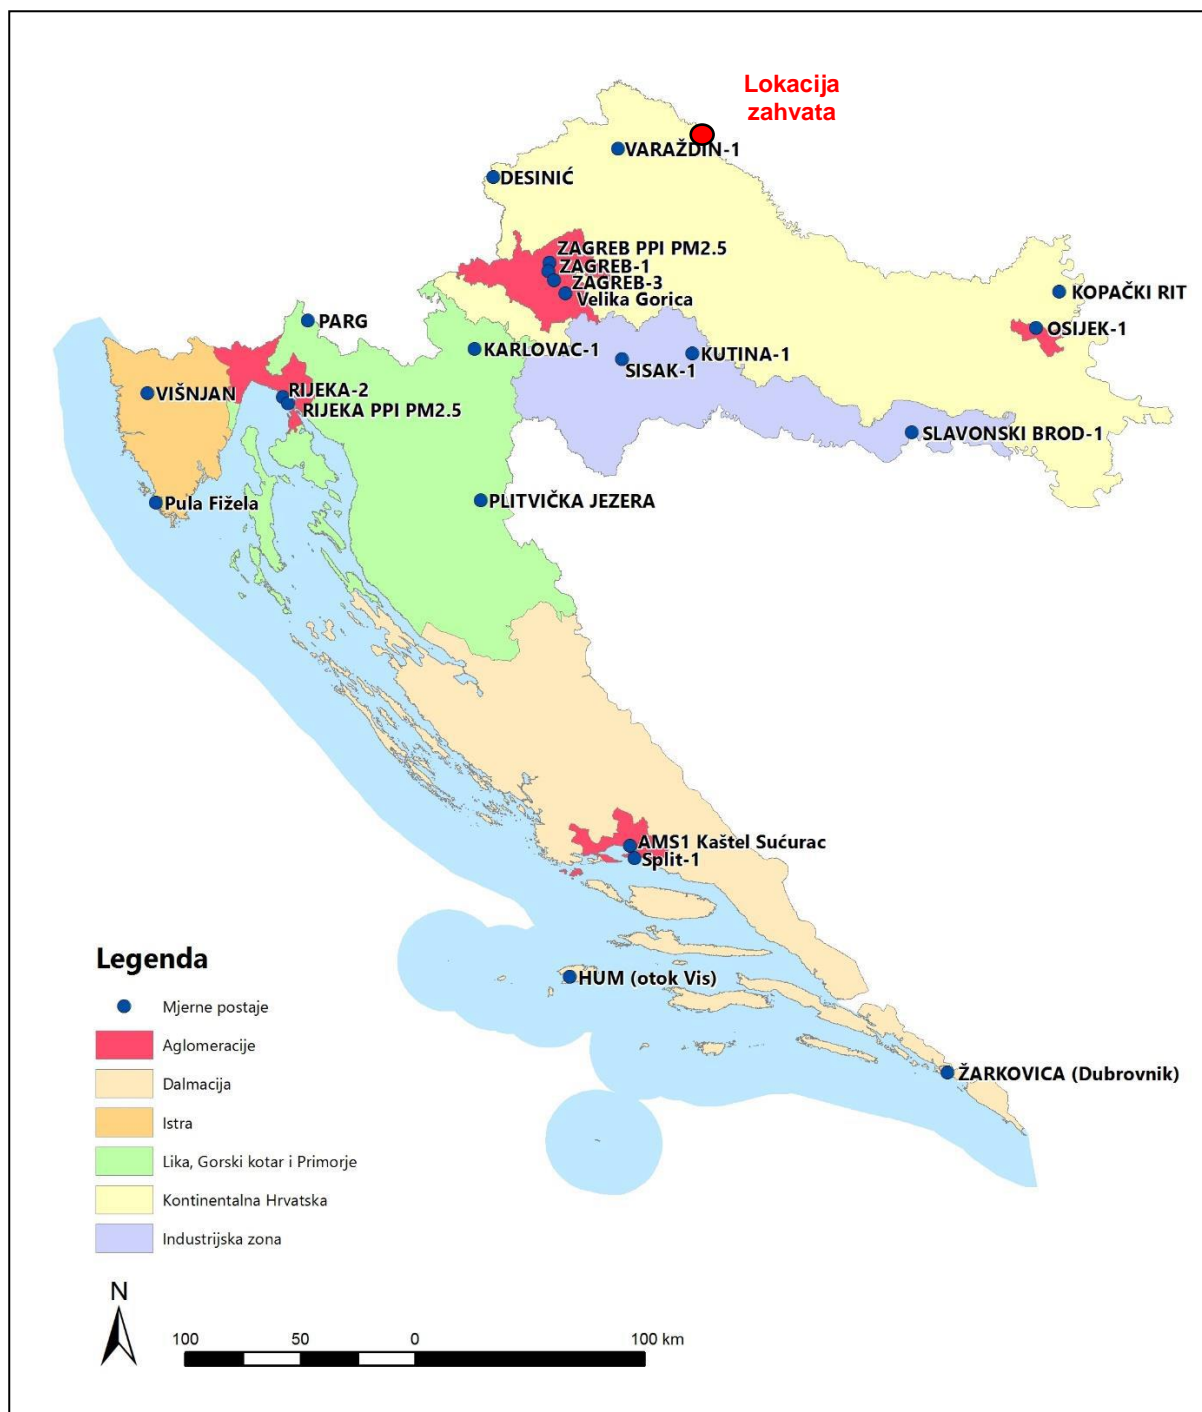 Lokacija
zahvata
VARAŽDIN-1
DESINIĆ
ZAGREB PPI PM2.5
ZAGREB-1
ZAGREB-3
Velika Gorica
KOPAČKI RIT
PARG
OSIJEK-1
KARLOVAC-1
KUTINA-1
SISAK-1
VIŠNJAN
RIJEKA-2
RIJEKA PPI PM2.5
SLAVONSKI BROD-1
Pula Fižela
PLITVIČKA JEZERA
AMS1 Kaštel Sućurac
Split-1
HUM (otok Vis)
ŽARKOVICA (Dubrovnik)
Legenda
Mjerne postaje
Aglomeracije
Dalmacija
Istra
Lika, Gorski kotar i Primorje
Kontinentalna Hrvatska
Industrijska zona
N
100 50 0 100 km